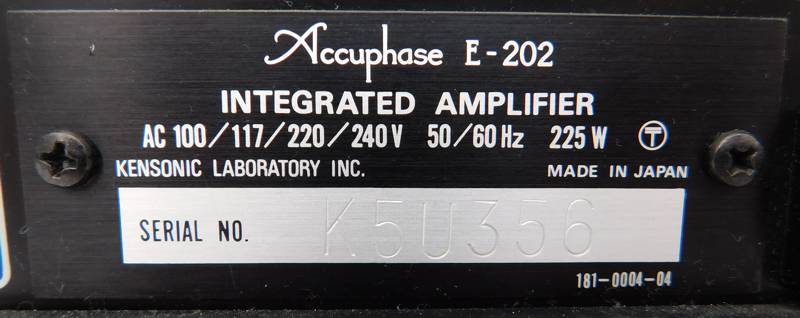 Accuphase E-202
INTEGRATED AMPLIFIER
AC 100/117/220/240V 50/60Hz 225W Ⓣ
KENSONIC LABORATORY INC. MADE IN JAPAN
SERIAL NO. K5U356
181-0004-04